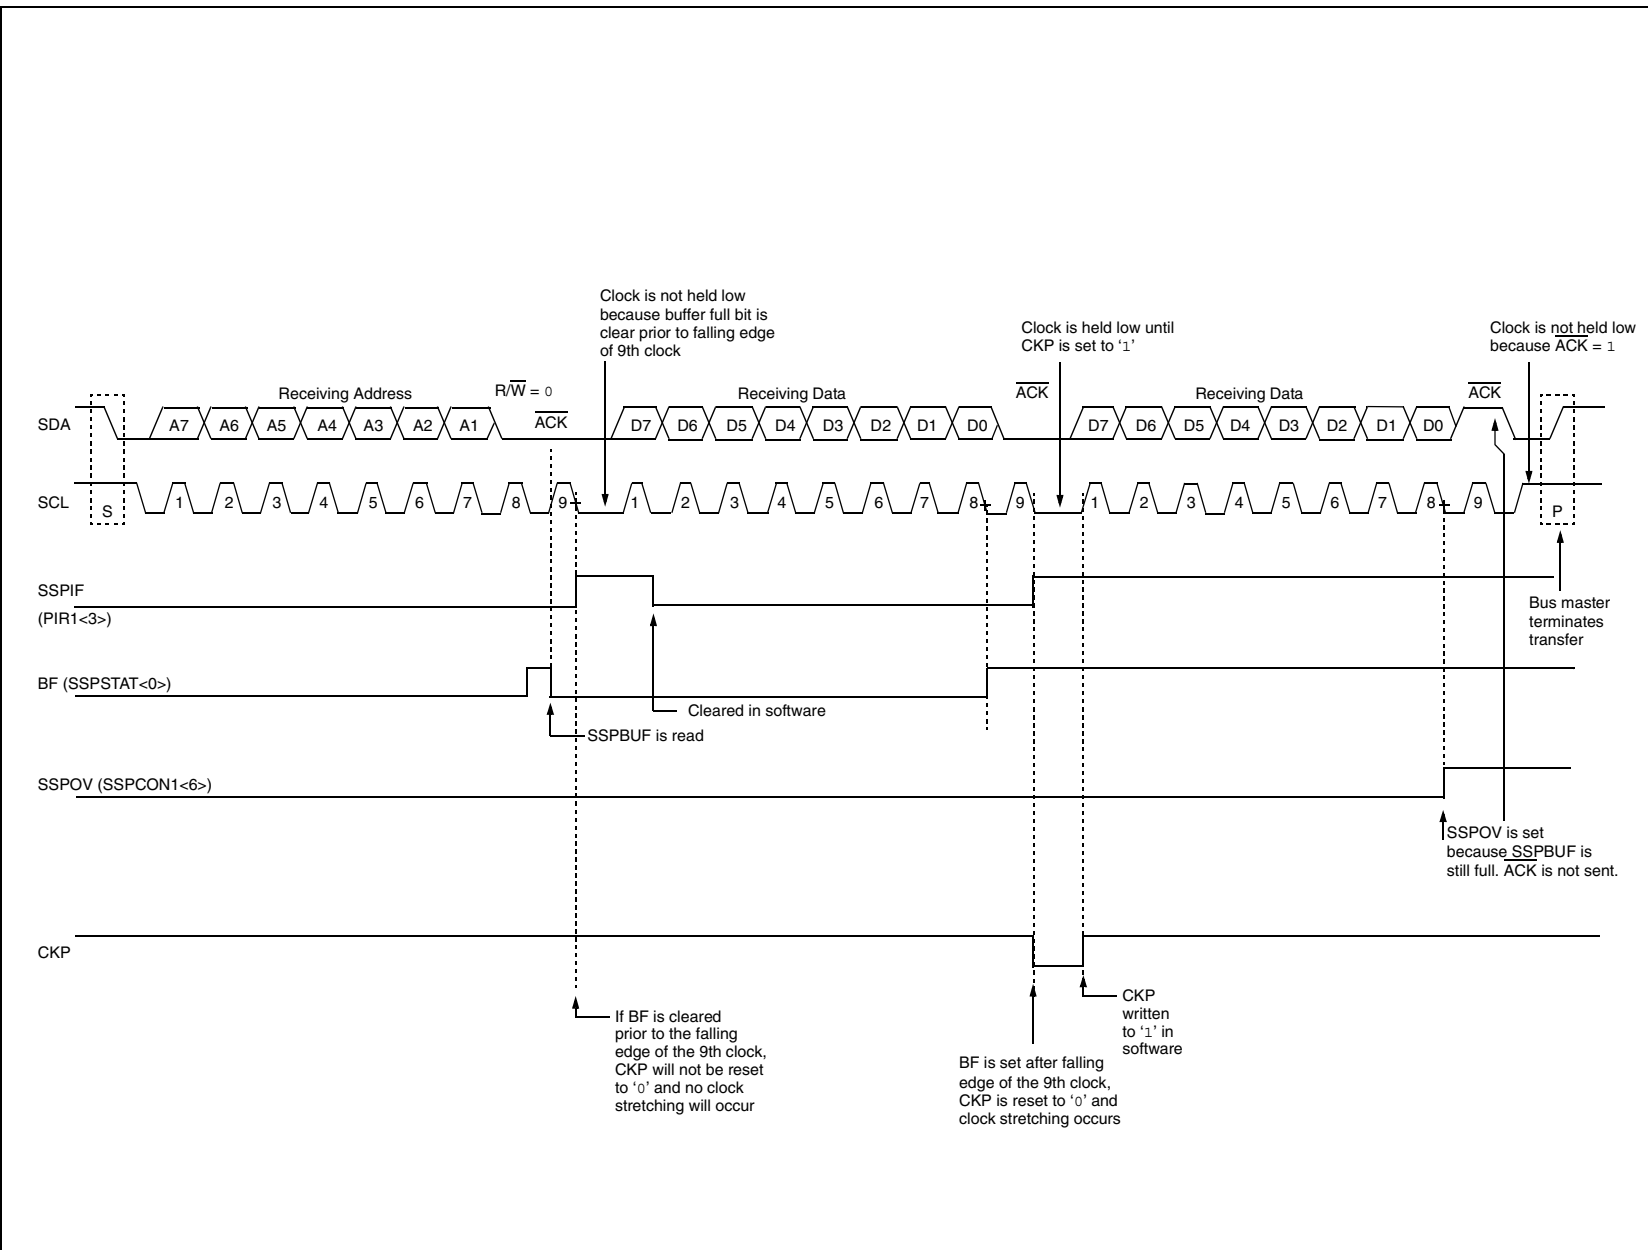 Clock is not held low
because buffer full bit is
clear prior to falling edge
of 9th clock
Clock is held low until
CKP is set to ‘1’
Clock is not held low
because ACK = 1
Receiving Address
R/W = 0
ACK
Receiving Data
ACK
Receiving Data
ACK
SDA
A7 A6 A5 A4 A3 A2 A1
D7 D6 D5 D4 D3 D2 D1 D0
D7 D6 D5 D4 D3 D2 D1 D0
SCL
S
1 2 3 4 5 6 7 8 9
1 2 3 4 5 6 7 8 9
1 2 3 4 5 6 7 8 9
P
SSPIF
(PIR1<3>)
Bus master
terminates
transfer
BF (SSPSTAT<0>)
Cleared in software
SSPBUF is read
SSPOV (SSPCON1<6>)
SSPOV is set
because SSPBUF is
still full. ACK is not sent.
CKP
CKP
written
to ‘1’ in
software
If BF is cleared
prior to the falling
edge of the 9th clock,
CKP will not be reset
to ‘0’ and no clock
stretching will occur
BF is set after falling
edge of the 9th clock,
CKP is reset to ‘0’ and
clock stretching occurs